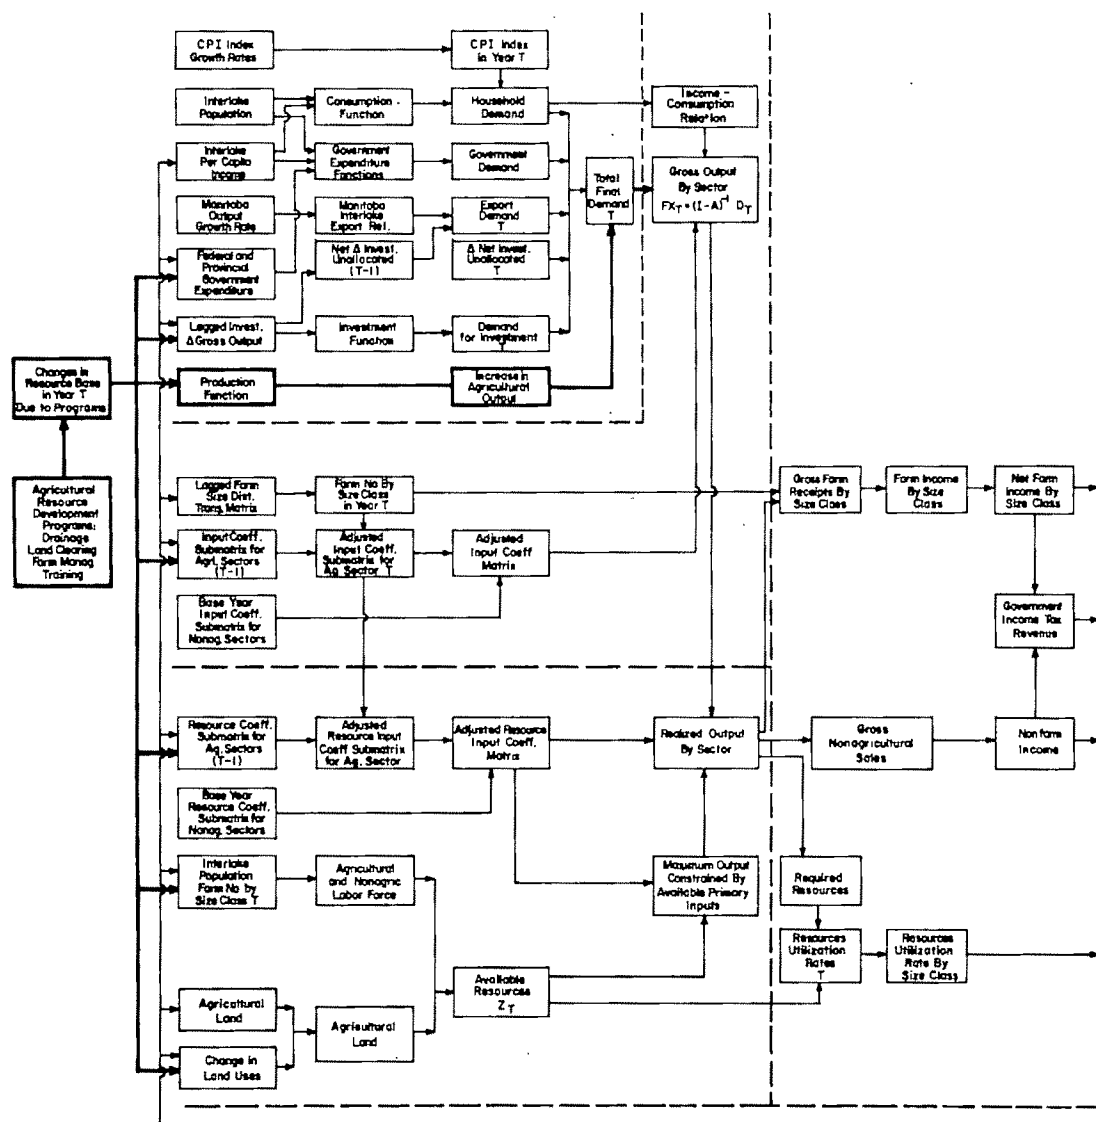 CPI Index
Growth Rates
CPI Index
in Year T
Interlake
Population
Consumption
Function
Household
Demand
Income -
Consumption
Relation
Interlake
Per Capita
Income
Government
Expenditure
Functions
Government
Demand
Total
Final
Demand
T
Gross Output
By Sector
FX_T = (I-A)^-1 D_T
Manitoba
Output
Growth Rate
Manitoba
Interlake
Export Rel.
Export
Demand
T
Federal and
Provincial
Government
Expenditure
Net Δ Invest.
Unallocated
(T-1)
Δ Net Invest.
Unallocated
T
Lagged Invest.
Δ Gross Output
Investment
Function
Demand
for Investment
T
Changes in
Resource Base
in Year T
Due to Programs
Production
Function
Increase in
Agricultural
Output
Agricultural
Resource
Development
Programs:
Drainage
Land Clearing
Farm Manag.
Training
Lagged Farm
Size Dist.
Trans. Matrix
Farm No By
Size Class
in Year T
Gross Farm
Receipts By
Size Class
Farm Income
By Size
Class
Net Farm
Income By
Size Class
Input Coeff.
Submatrix for
Agri. Sectors
(T-1)
Adjusted
Input Coeff.
Submatrix for
Ag. Sector T
Adjusted
Input Coeff
Matrix
Base Year
Input Coeff.
Submatrix for
Nonag. Sectors
Government
Income Tax
Revenue
Resource Coeff.
Submatrix for
Ag. Sectors
(T-1)
Adjusted
Resource Input
Coeff Submatrix
for Ag. Sector
Adjusted Resource
Input Coeff.
Matrix
Realized Output
By Sector
Gross
Nonagricultural
Sales
Nonfarm
Income
Base Year
Resource Coeff.
Submatrix for
Nonag. Sectors
Interlake
Population
Farm No by
Size Class T
Agricultural
and Nonagric
Labor Force
Maximum Output
Constrained By
Available Primary
Inputs
Required
Resources
Resources
Utilization
Rates
T
Resources
Utilization
Rate By
Size Class
Available
Resources
Z_T
Agricultural
Land
Agricultural
Land
Change in
Land Uses